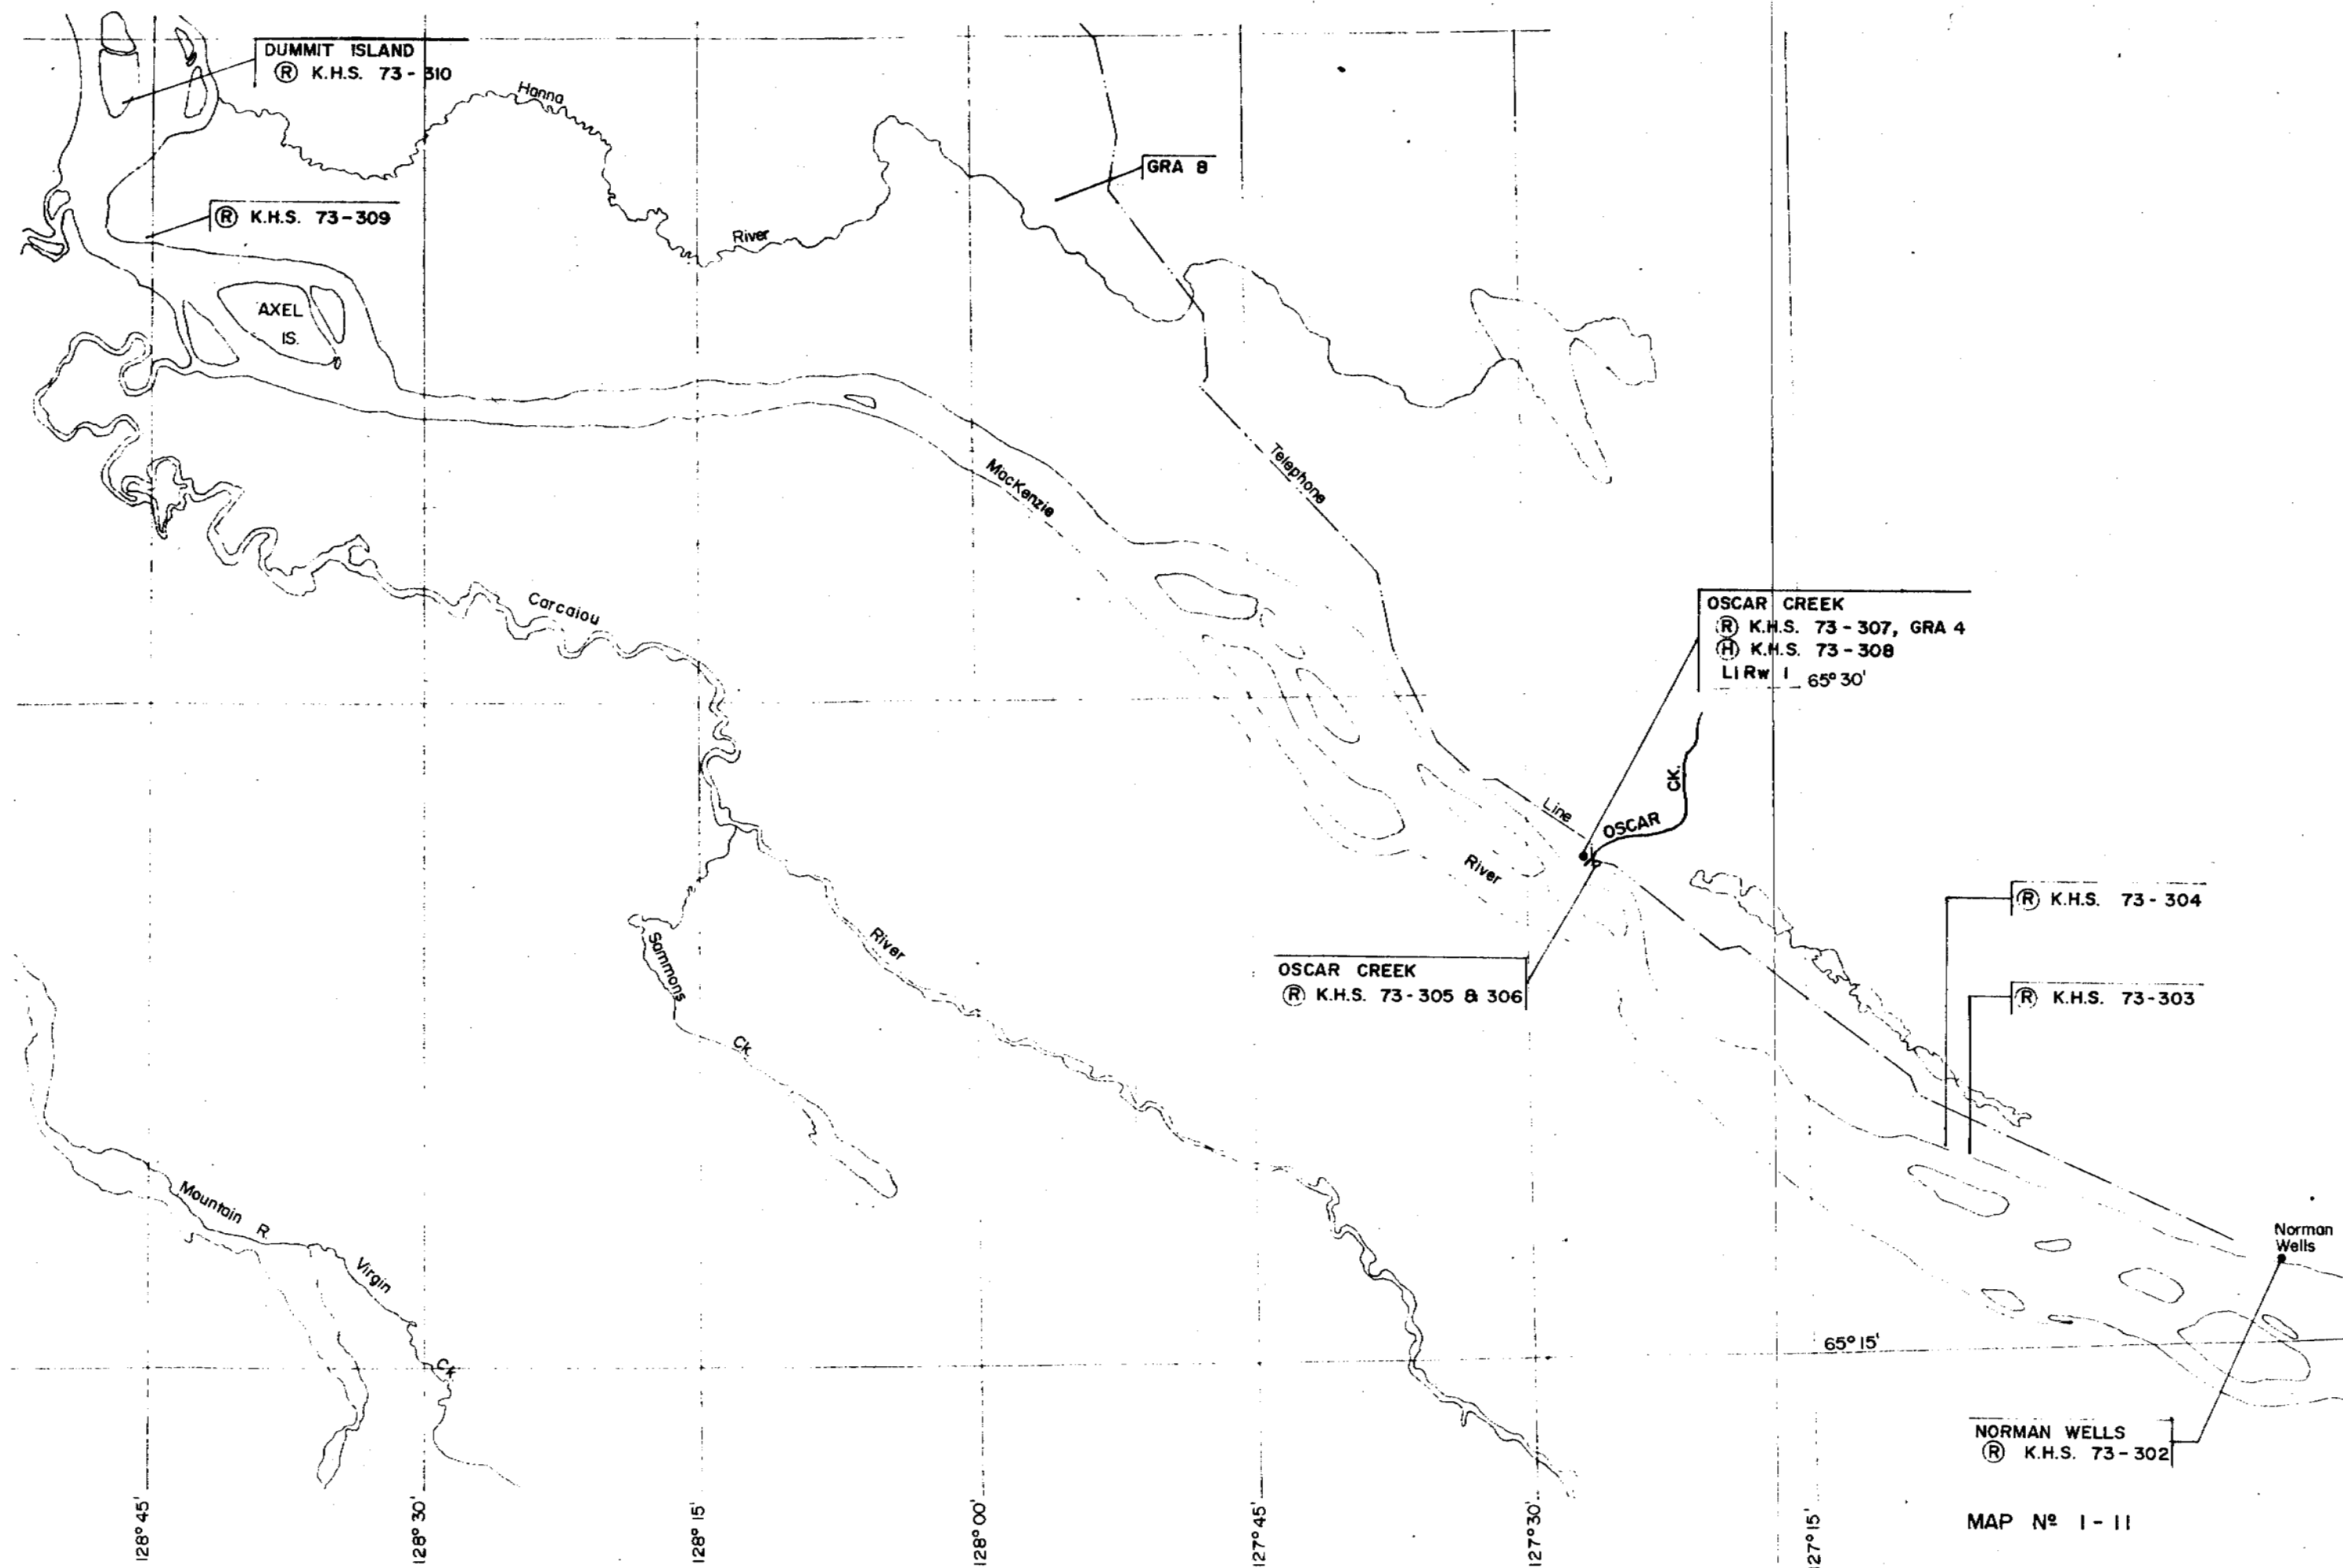 DUMMIT ISLAND
Ⓡ K.H.S. 73-310
Hanna
River
GRA 8
Ⓡ K.H.S. 73-309
AXEL
IS.
MacKenzie
Telephone
Carcaiou
OSCAR CREEK
Ⓡ K.H.S. 73-307, GRA 4
Ⓗ K.H.S. 73-308
LiRw 1
65° 30'
CK.
Line
OSCAR
River
Ⓡ K.H.S. 73-304
Sammons
River
OSCAR CREEK
Ⓡ K.H.S. 73-305 & 306
Ⓡ K.H.S. 73-303
Ck.
Mountain R.
Virgin
Ck.
Norman
Wells
65° 15'
NORMAN WELLS
Ⓡ K.H.S. 73-302
MAP Nº 1-11
128° 45'
128° 30'
128° 15'
128° 00'
127° 45'
127° 30'
127° 15'